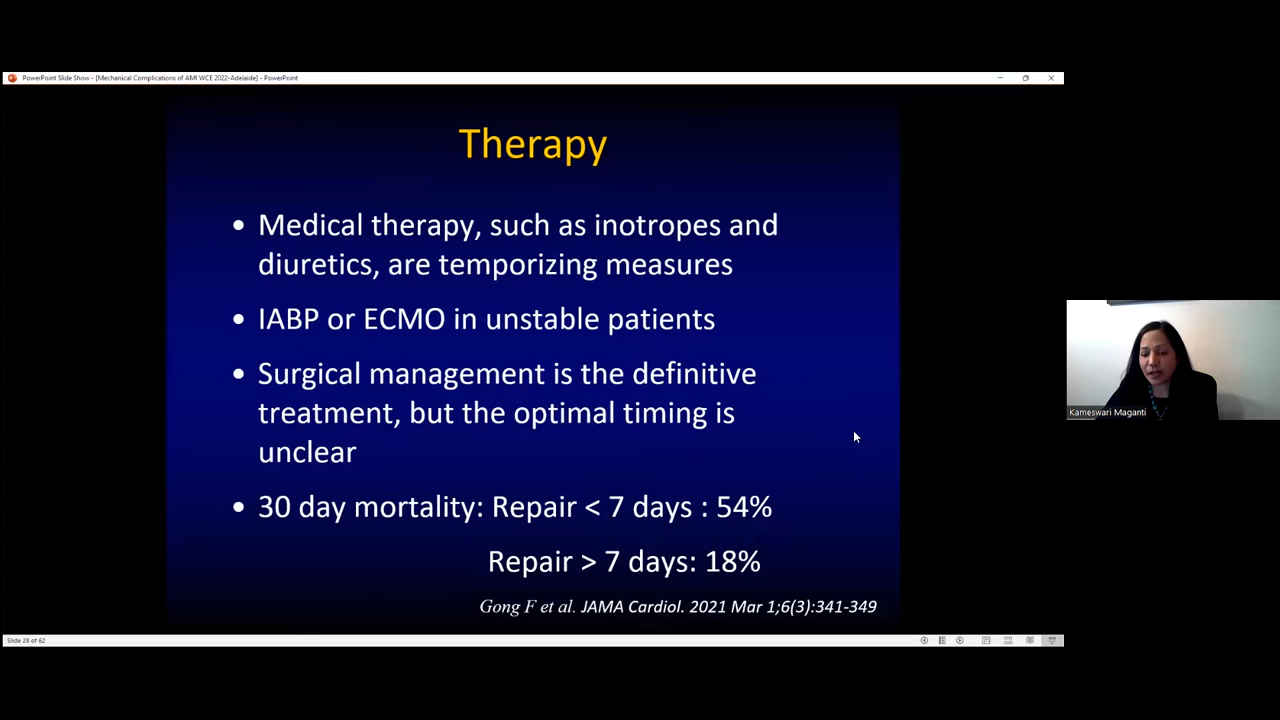 PowerPoint Slide Show - [Mechanical Complications of AMI WCE 2022-Adelaide] - PowerPoint
Therapy
• Medical therapy, such as inotropes and
diuretics, are temporizing measures
• IABP or ECMO in unstable patients
• Surgical management is the definitive
treatment, but the optimal timing is
unclear
• 30 day mortality: Repair < 7 days : 54%
Repair > 7 days: 18%
Gong F et al. JAMA Cardiol. 2021 Mar 1;6(3):341-349
Kameswari Maganti
Slide 28 of 62